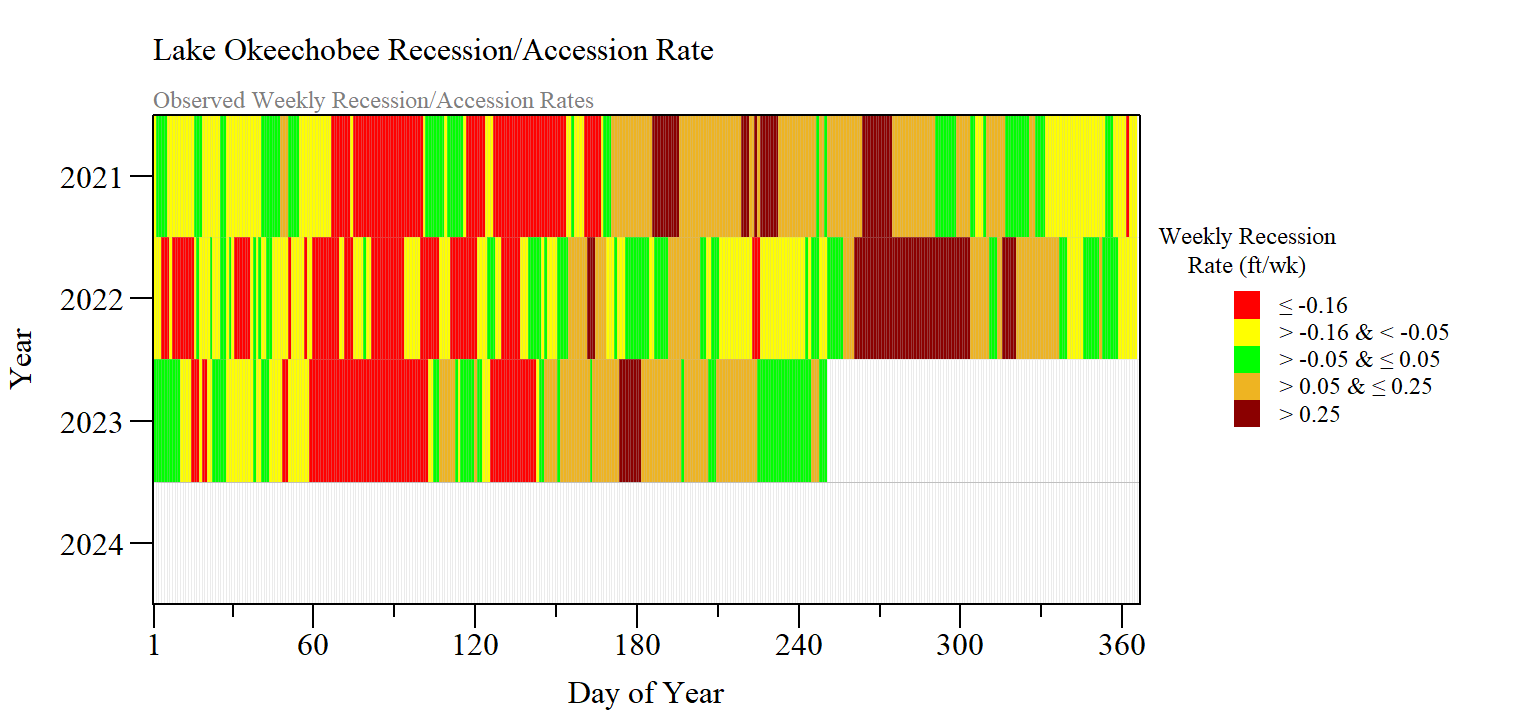 Lake Okeechobee Recession/Accession Rate
Observed Weekly Recession/Accession Rates
2021
2022
2023
2024
Year
1 60 120 180 240 300 360
Day of Year
Weekly Recession
Rate (ft/wk)
≤ -0.16
> -0.16 & < -0.05
> -0.05 & ≤ 0.05
> 0.05 & ≤ 0.25
> 0.25